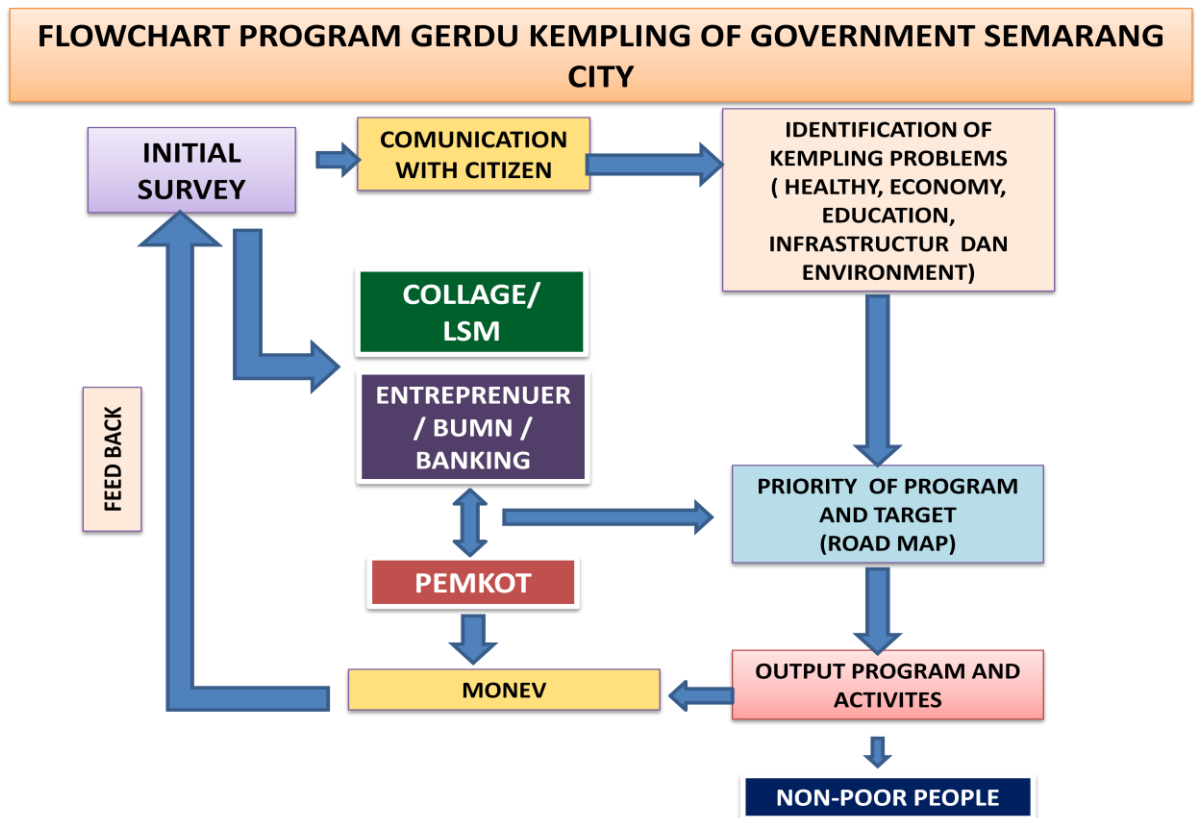 FLOWCHART PROGRAM GERDU KEMPLING OF GOVERNMENT SEMARANG
CITY
INITIAL
SURVEY
COMUNICATION
WITH CITIZEN
IDENTIFICATION OF
KEMPLING PROBLEMS
( HEALTHY, ECONOMY,
EDUCATION,
INFRASTRUCTUR DAN
ENVIRONMENT)
COLLAGE/
LSM
ENTREPRENUER
/ BUMN /
BANKING
FEED BACK
PRIORITY OF PROGRAM
AND TARGET
(ROAD MAP)
PEMKOT
OUTPUT PROGRAM AND
ACTIVITES
MONEV
NON-POOR PEOPLE